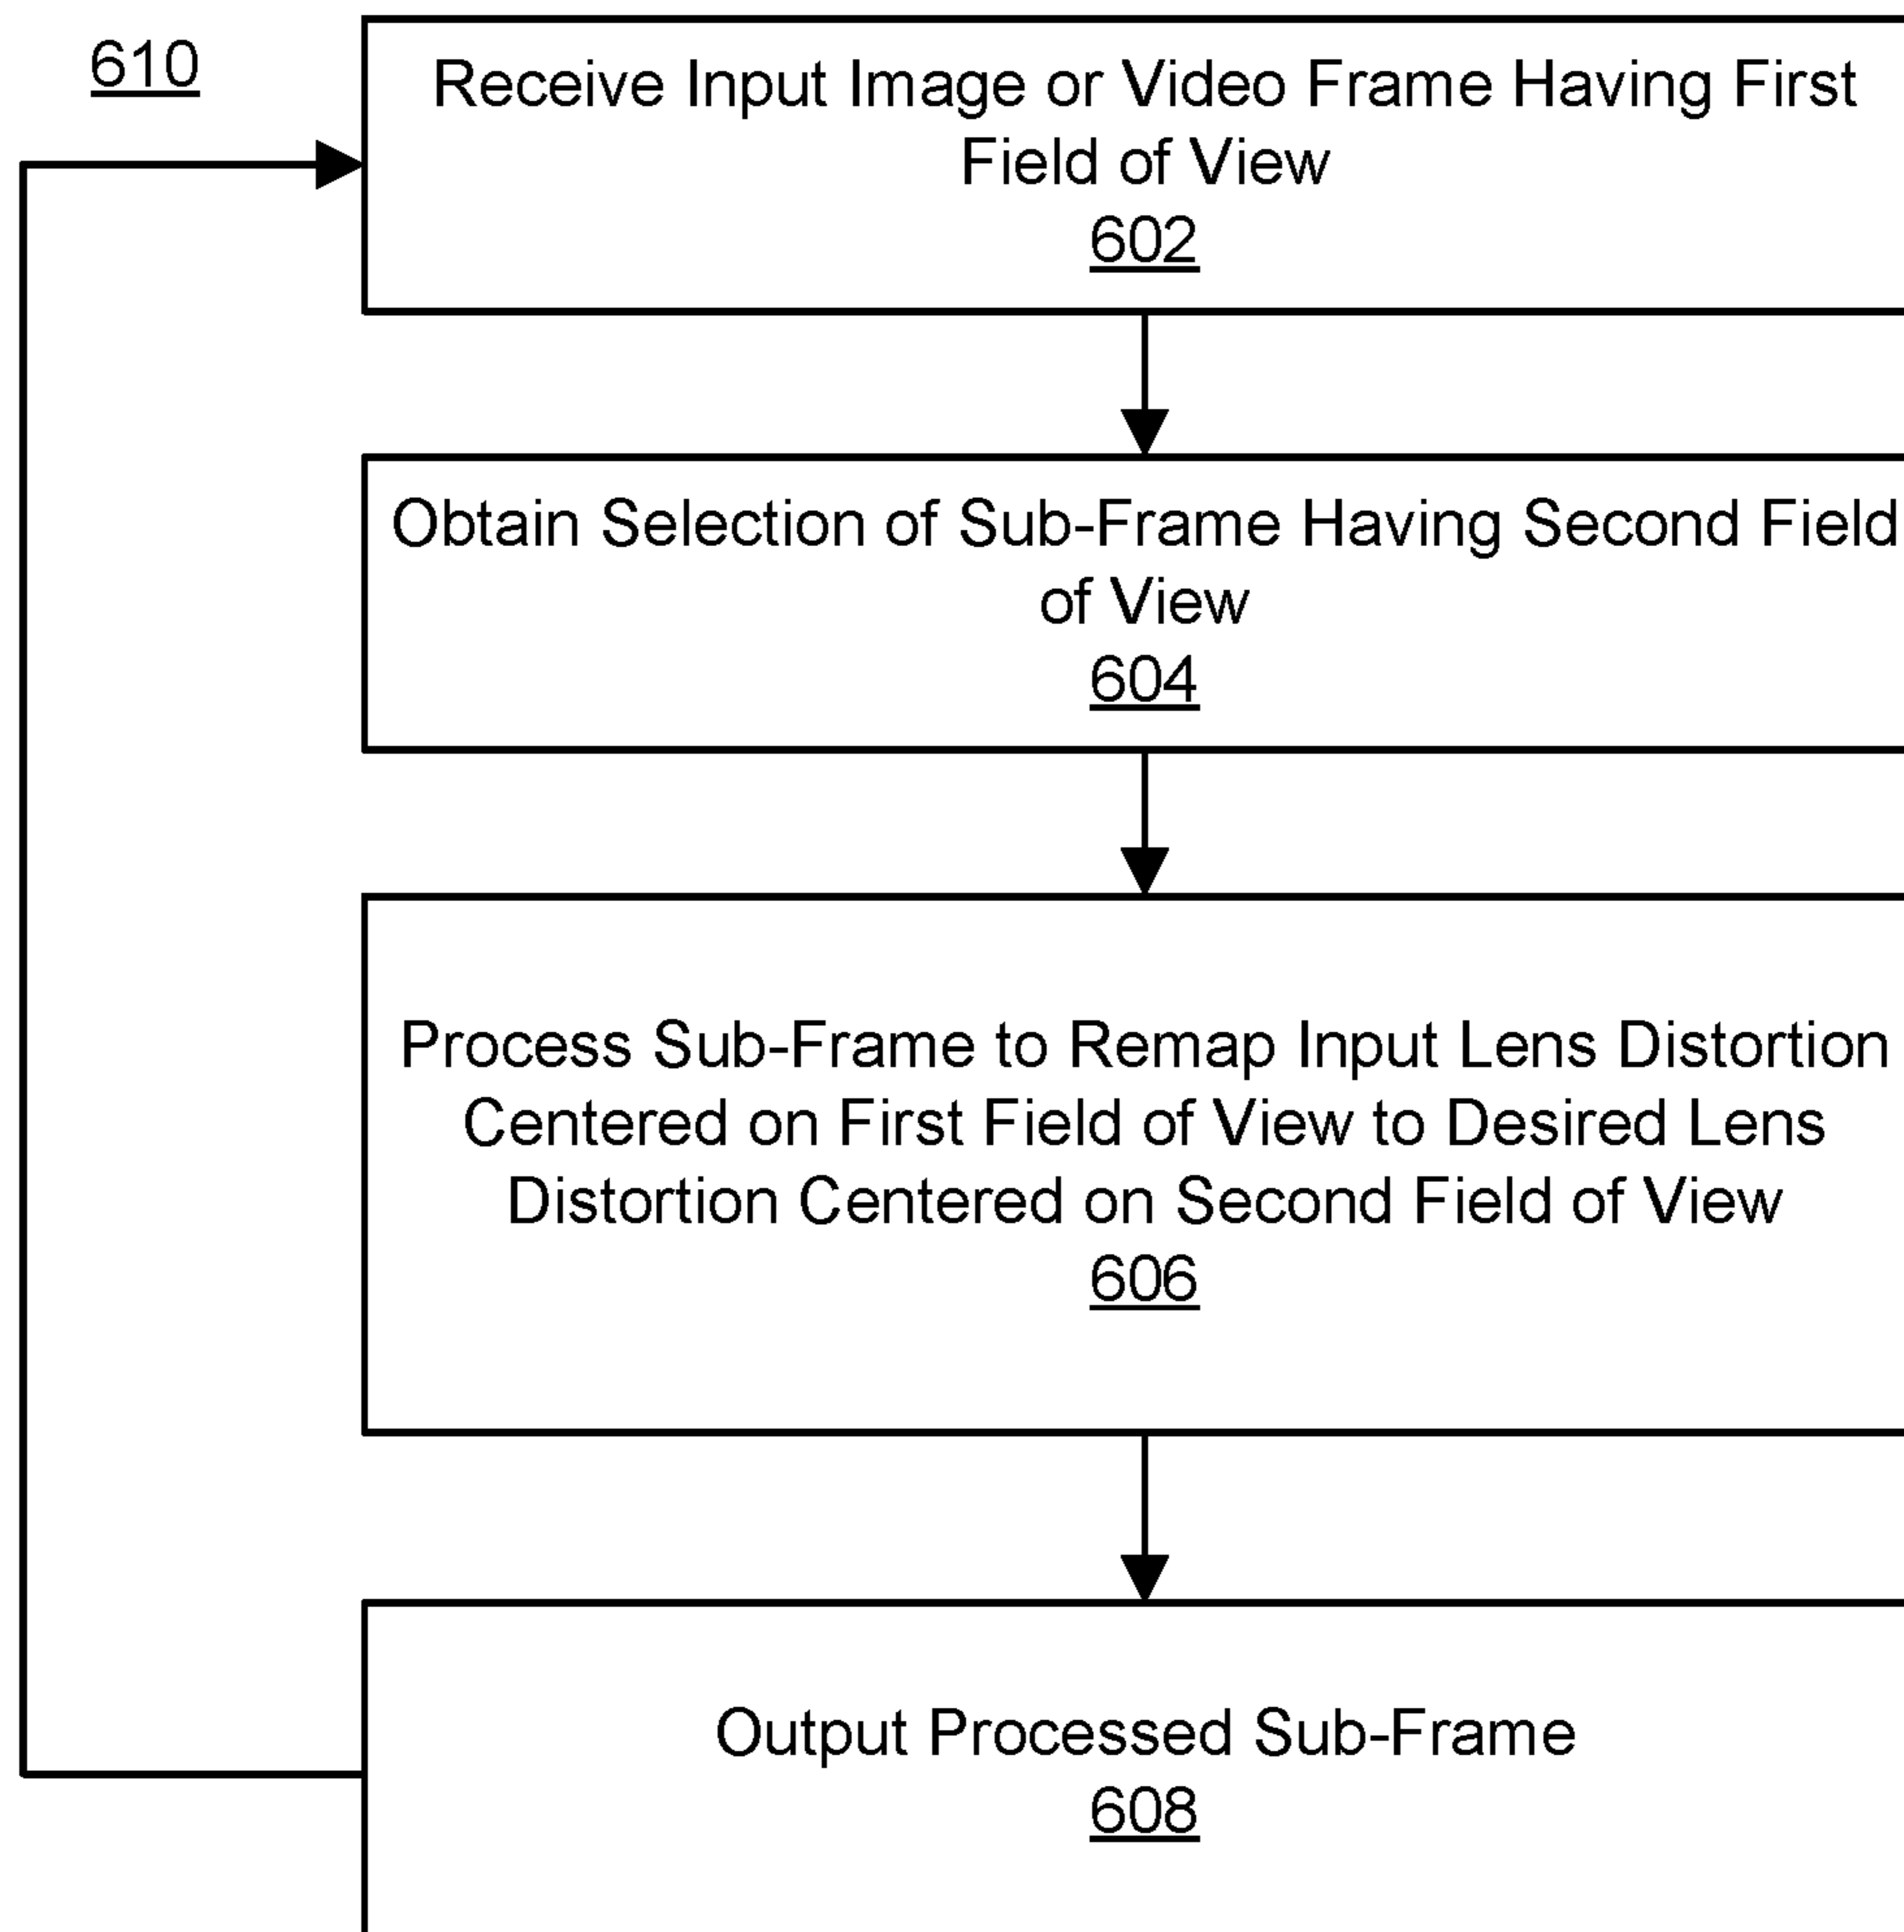 610
Receive Input Image or Video Frame Having First
Field of View
602
Obtain Selection of Sub-Frame Having Second Field
of View
604
Process Sub-Frame to Remap Input Lens Distortion
Centered on First Field of View to Desired Lens
Distortion Centered on Second Field of View
606
Output Processed Sub-Frame
608